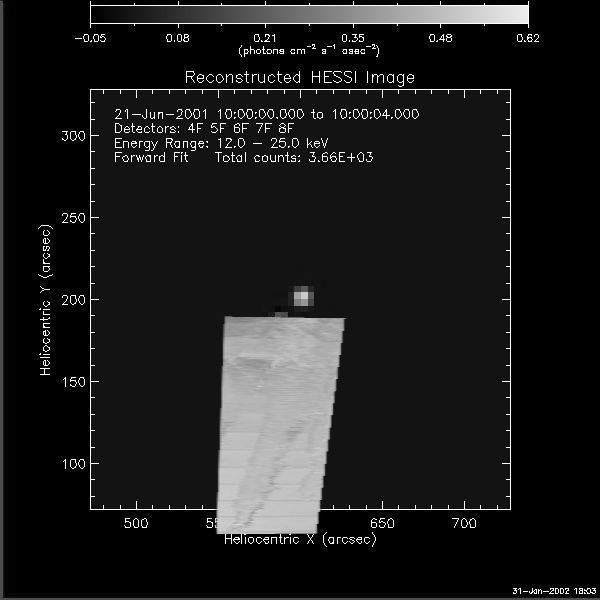 -0.05 0.08 0.21 0.35 0.48 0.62
(photons cm⁻² s⁻¹ asec⁻²)
Reconstructed HESSI Image
21-Jun-2001 10:00:00.000 to 10:00:04.000
Detectors: 4F 5F 6F 7F 8F
Energy Range: 12.0 - 25.0 keV
Forward Fit Total counts: 3.66E+03
300
250
200
150
100
Heliocentric Y (arcsec)
500 650 700
Heliocentric X (arcsec)
31-Jan-2002 18:03